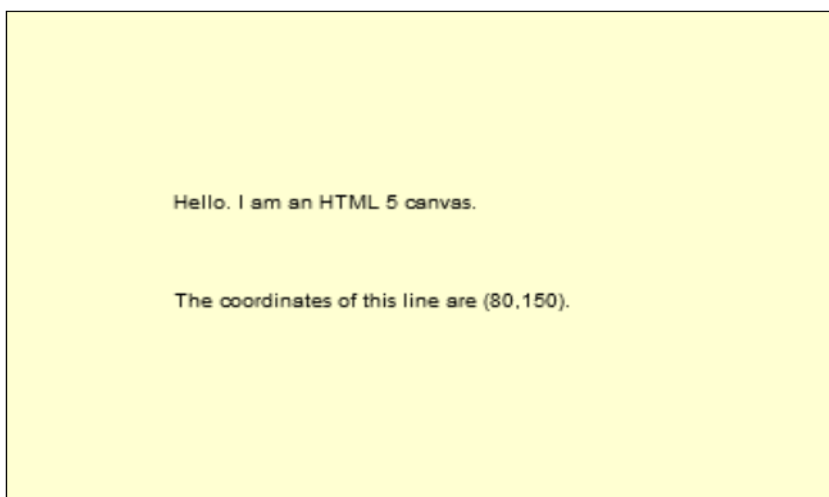 Hello. I am an HTML 5 canvas.
The coordinates of this line are (80,150).